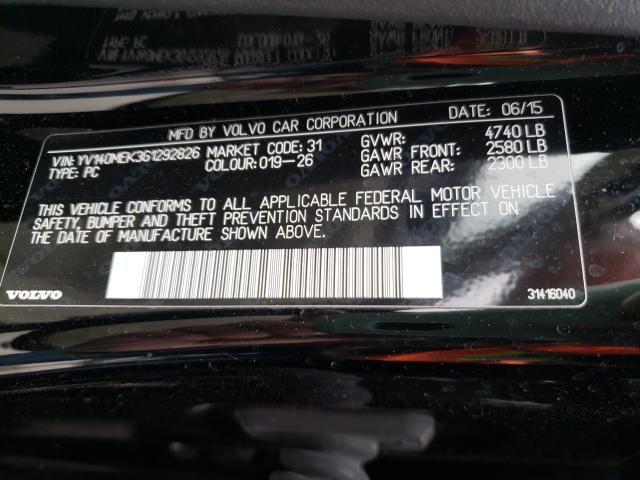 MFD BY VOLVO CAR CORPORATION DATE: 06/15
VIN: YV140MEK361292826 MARKET CODE: 31 GVWR: 4740 LB
TYPE: PC COLOUR: 019-26 GAWR FRONT: 2580 LB
GAWR REAR: 2300 LB
THIS VEHICLE CONFORMS TO ALL APPLICABLE FEDERAL MOTOR VEHICLE
SAFETY, BUMPER AND THEFT PREVENTION STANDARDS IN EFFECT ON
THE DATE OF MANUFACTURE SHOWN ABOVE.
VOLVO 31416040